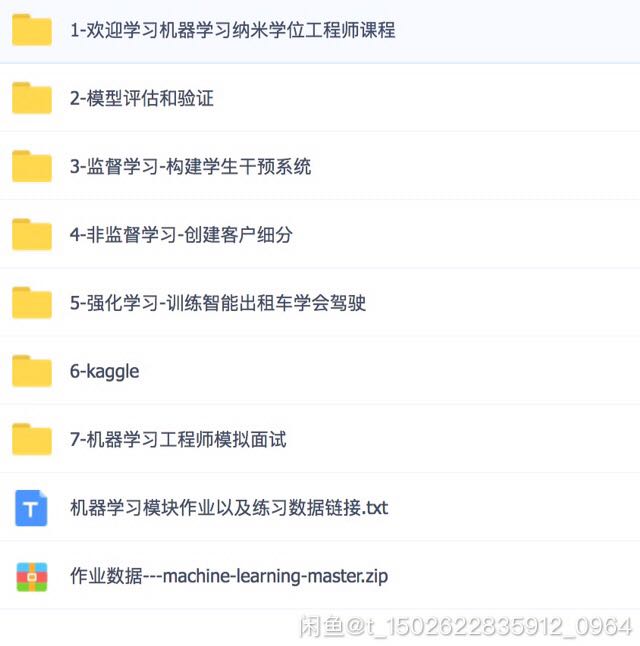 1-欢迎学习机器学习纳米学位工程师课程
2-模型评估和验证
3-监督学习-构建学生干预系统
4-非监督学习-创建客户细分
5-强化学习-训练智能出租车学会驾驶
6-kaggle
7-机器学习工程师模拟面试
T
机器学习模块作业以及练习数据链接.txt
作业数据---machine-learning-master.zip
闲鱼@t_1502622835912_0964